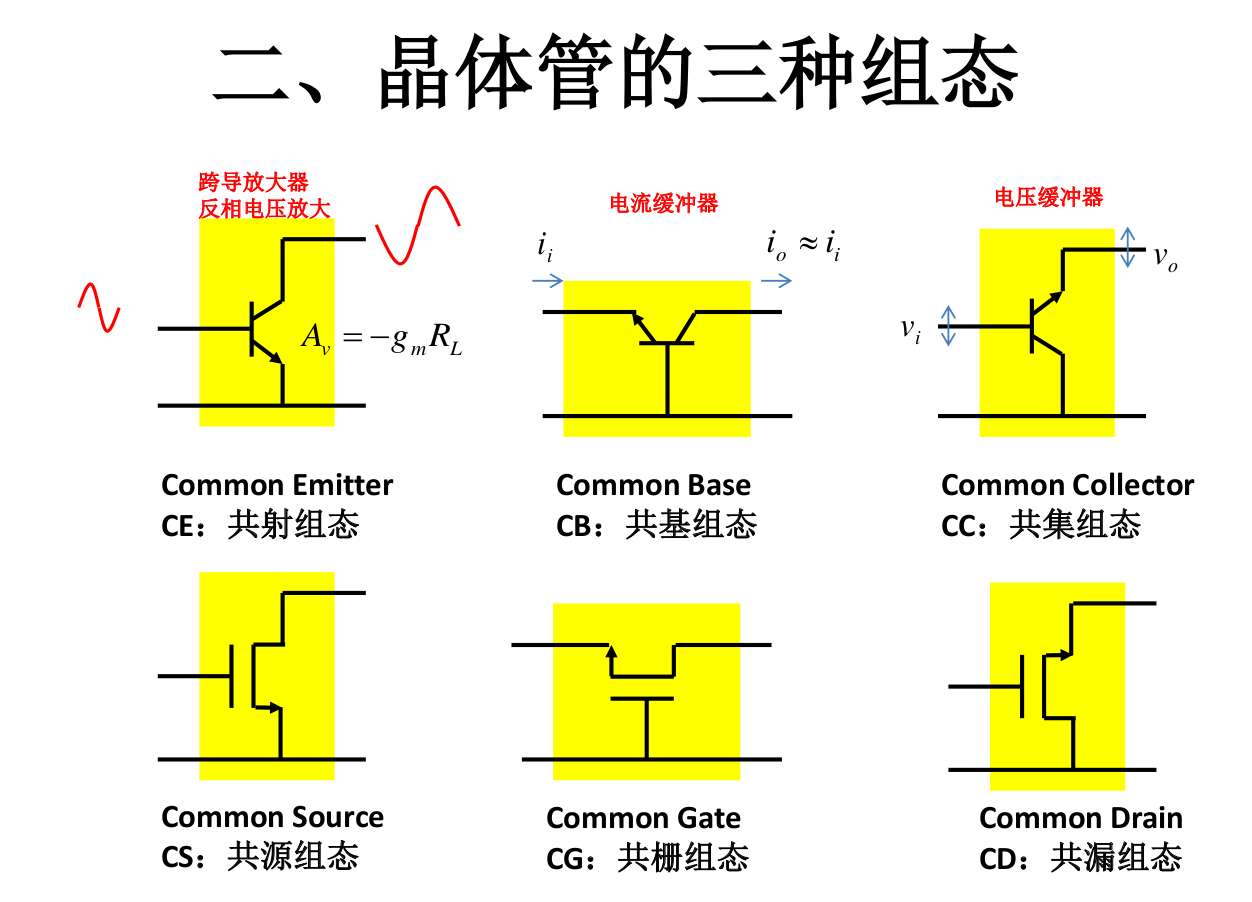 二、晶体管的三种组态
跨导放大器
反相电压放大
电流缓冲器
电压缓冲器
i_i
i_o ≈ i_i
v_o
v_i
A_v = −g_m R_L
Common Emitter
CE：共射组态
Common Base
CB：共基组态
Common Collector
CC：共集组态
Common Source
CS：共源组态
Common Gate
CG：共栅组态
Common Drain
CD：共漏组态